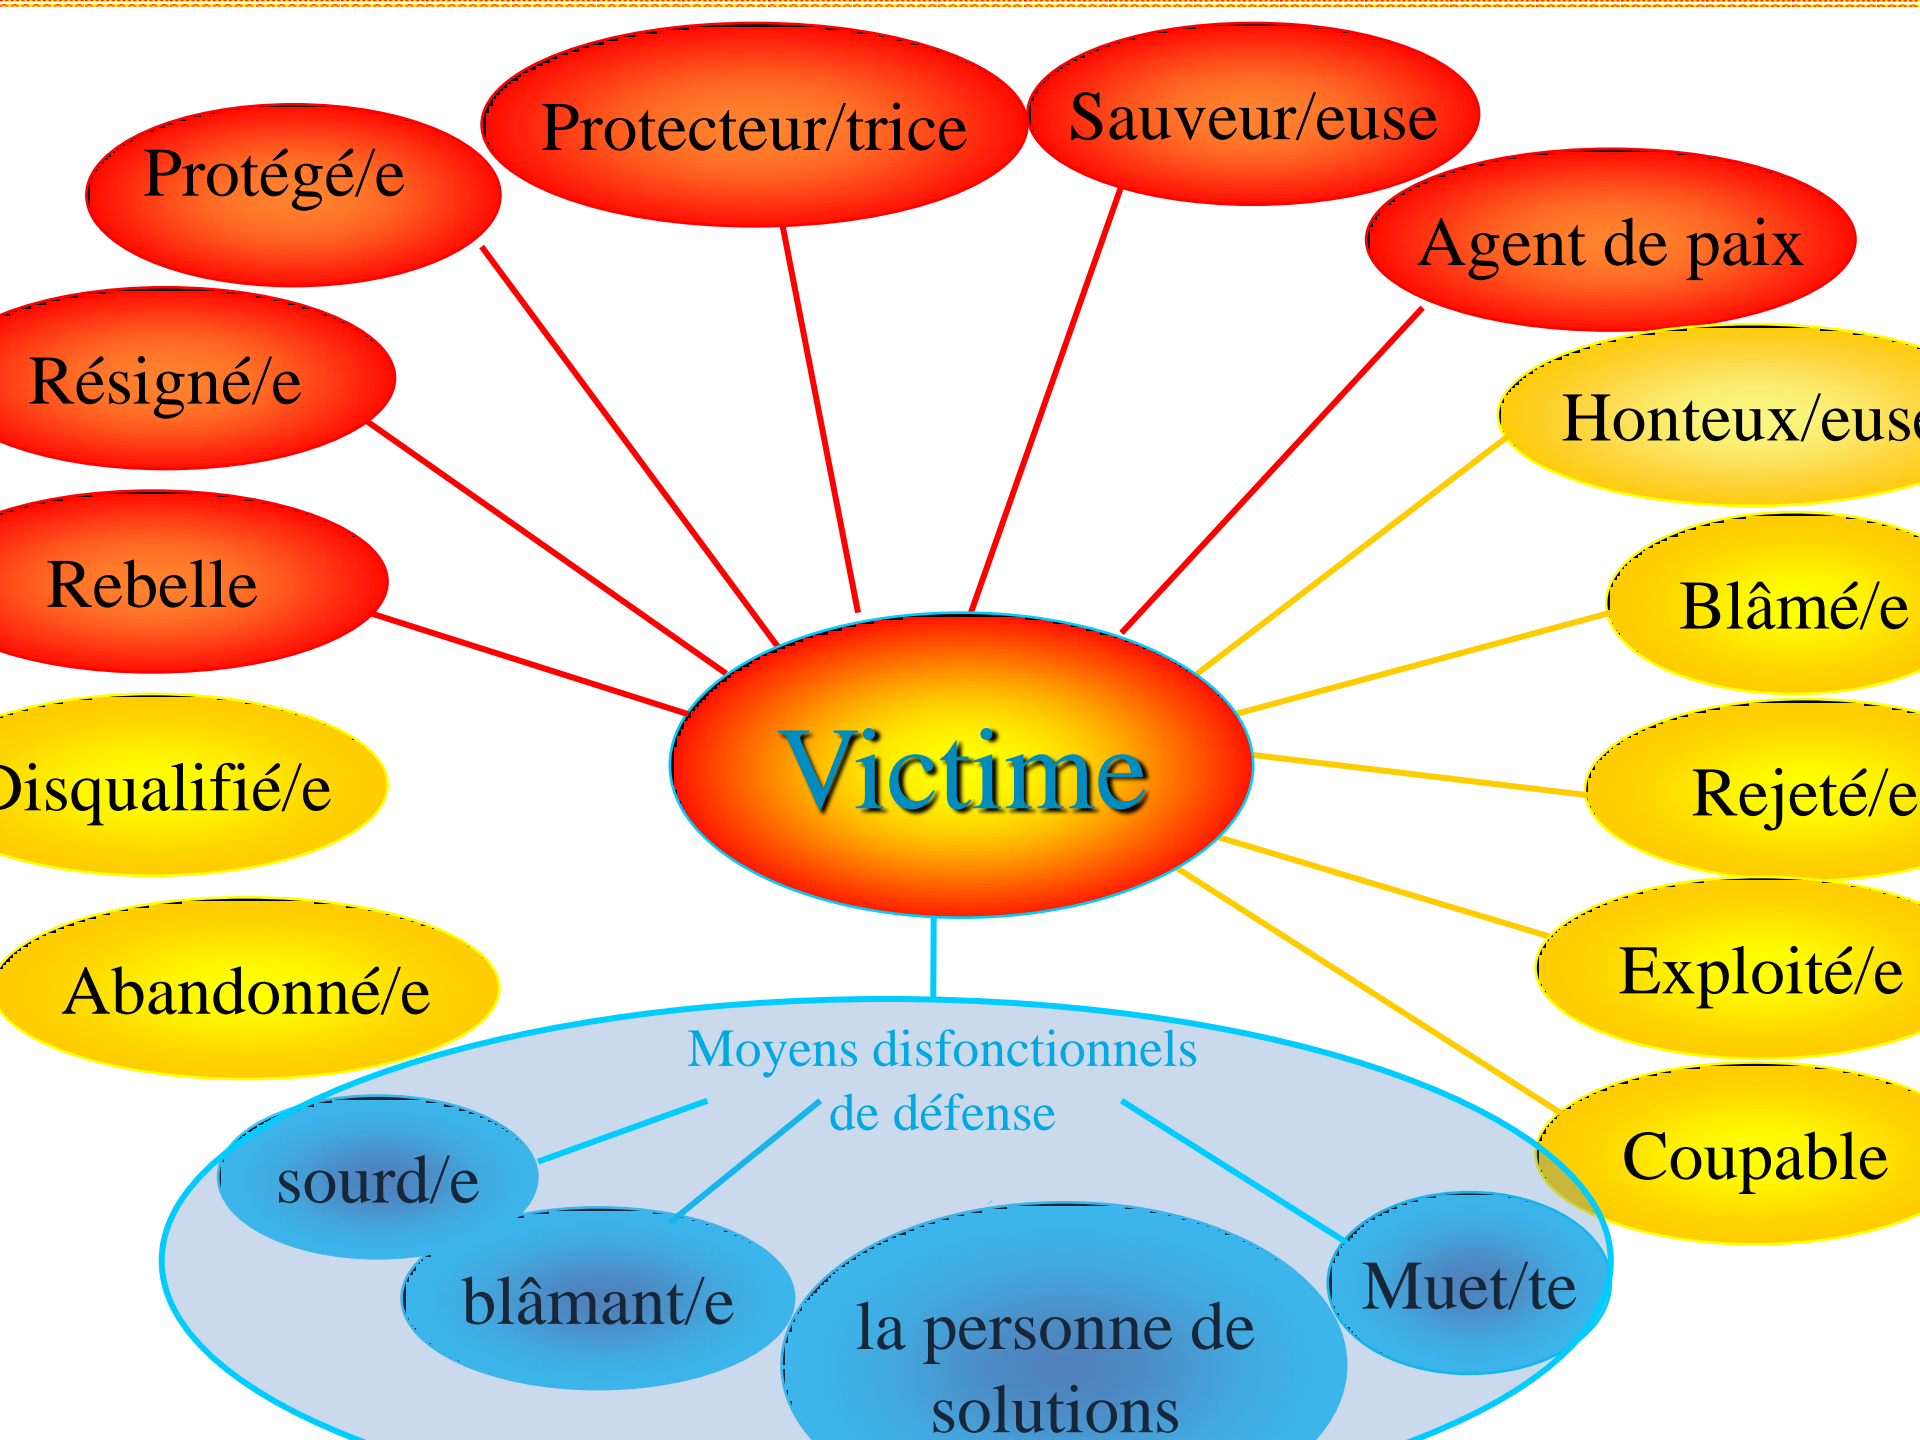 Protecteur/trice
Sauveur/euse
Protégé/e
Agent de paix
Résigné/e
Honteux/euse
Rebelle
Blâmé/e
Victime
Disqualifié/e
Rejeté/e
Abandonné/e
Exploité/e
Moyens disfonctionnels
de défense
Coupable
sourd/e
blâmant/e
Muet/te
la personne de
solutions